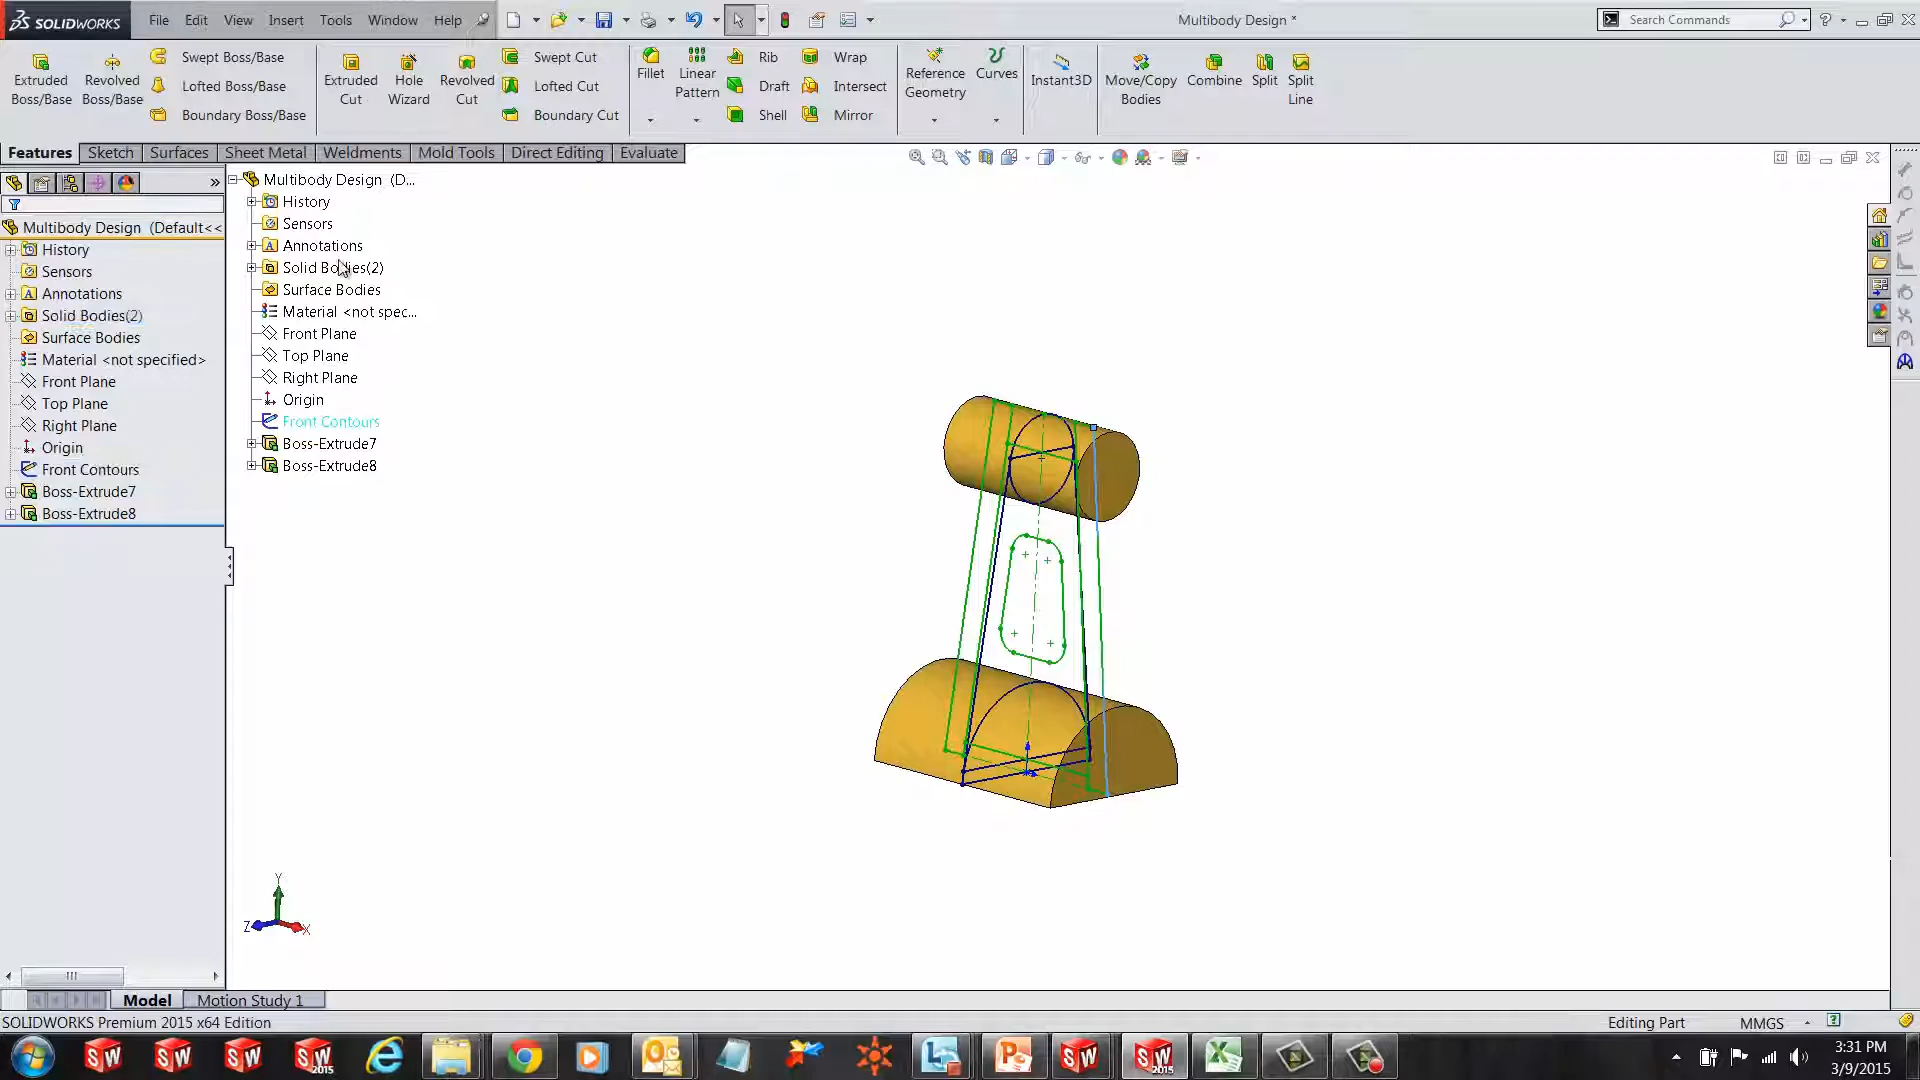 SOLIDWORKS File Edit View Insert Tools Window Help Multibody Design * Search Commands
Extruded Boss/Base
Revolved Boss/Base
Swept Boss/Base
Lofted Boss/Base
Boundary Boss/Base
Extruded Cut
Hole Wizard
Revolved Cut
Swept Cut
Lofted Cut
Boundary Cut
Fillet
Linear Pattern
Rib
Draft
Shell
Wrap
Intersect
Mirror
Reference Geometry
Curves
Instant3D
Move/Copy Bodies
Combine
Split
Split Line
Features Sketch Surfaces Sheet Metal Weldments Mold Tools Direct Editing Evaluate
Multibody Design (Default<<
History
Sensors
Annotations
Solid Bodies(2)
Surface Bodies
Material <not specified>
Front Plane
Top Plane
Right Plane
Origin
Front Contours
Boss-Extrude7
Boss-Extrude8
Multibody Design (D...
History
Sensors
Annotations
Solid Bodies(2)
Surface Bodies
Material <not spec...
Front Plane
Top Plane
Right Plane
Origin
Front Contours
Boss-Extrude7
Boss-Extrude8
Y
Z X
Model Motion Study 1
SOLIDWORKS Premium 2015 x64 Edition Editing Part MMGS
3:31 PM
3/9/2015